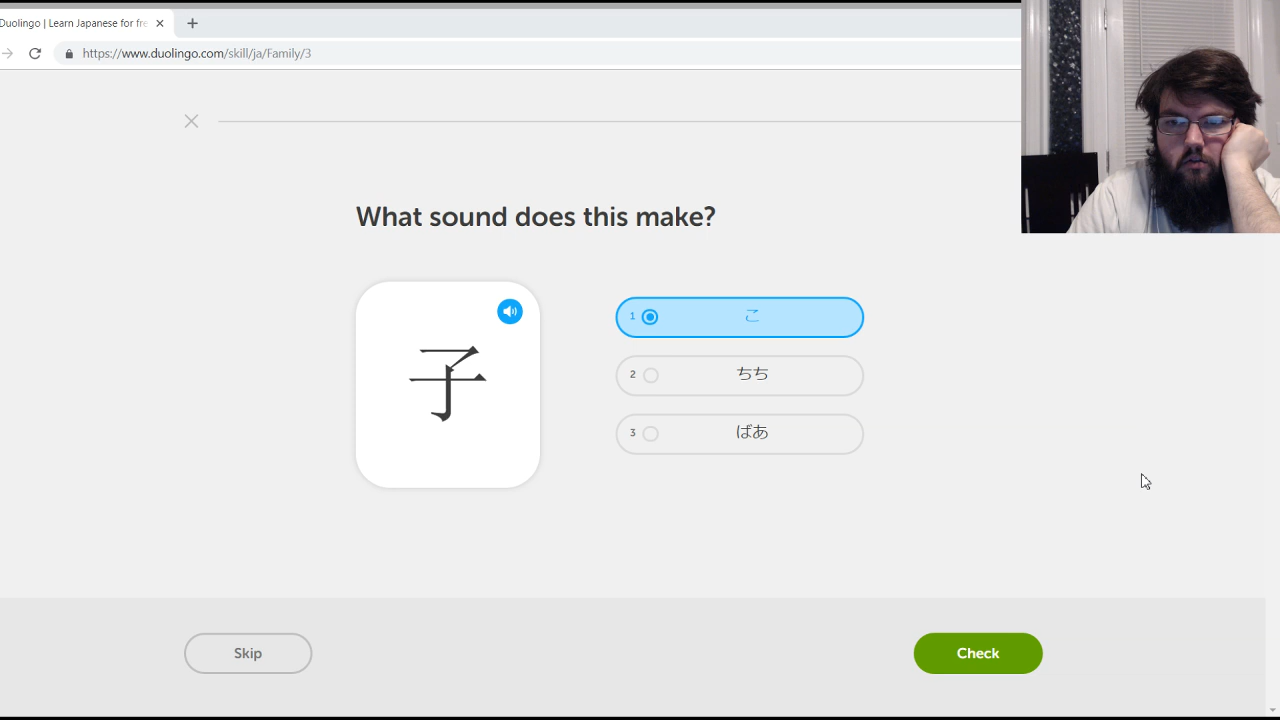 Duolingo | Learn Japanese for fre
https://www.duolingo.com/skill/ja/Family/3
What sound does this make?
子
1 こ
2 ちち
3 ばあ
Skip
Check